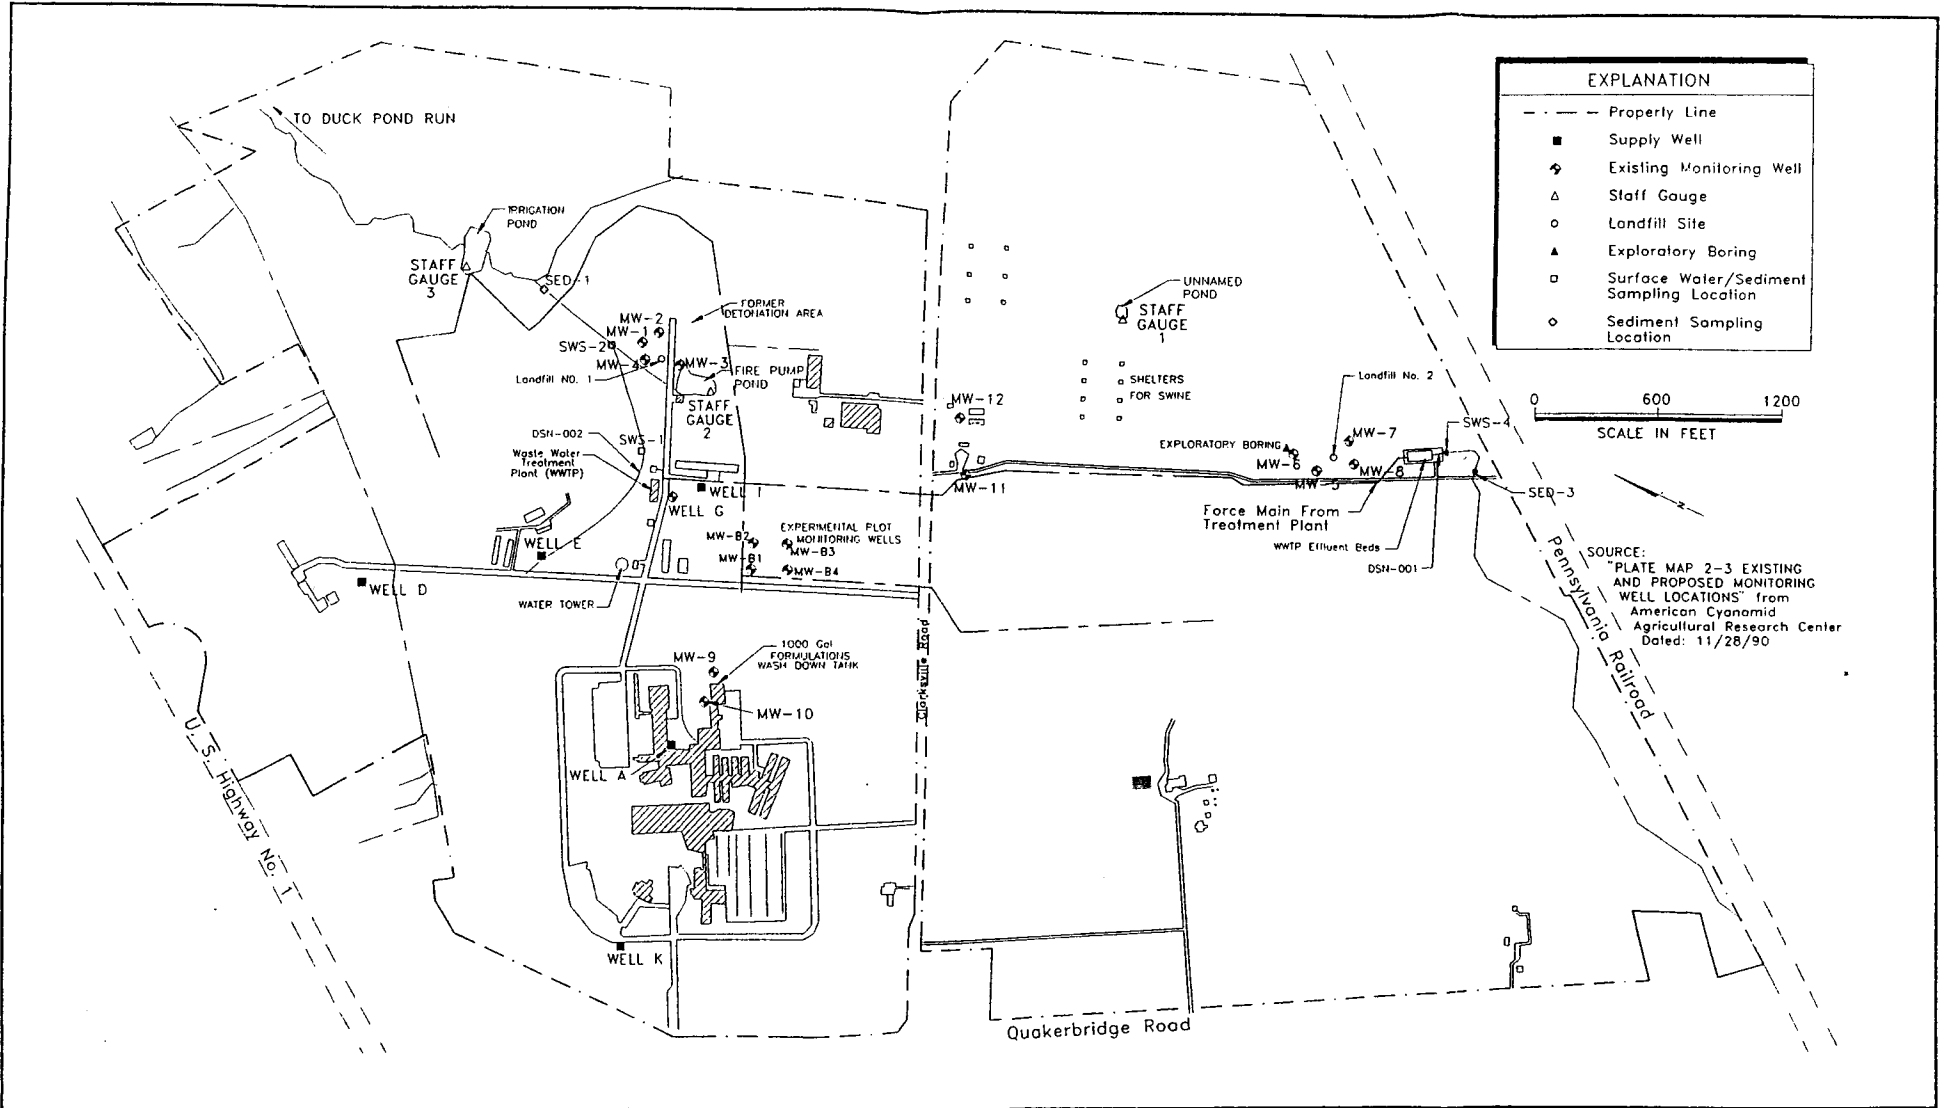 EXPLANATION
Property Line
Supply Well
Existing Monitoring Well
Staff Gauge
Landfill Site
Exploratory Boring
Surface Water/Sediment
Sampling Location
Sediment Sampling
Location
0 600 1200
SCALE IN FEET
TO DUCK POND RUN
IRRIGATION
POND
STAFF
GAUGE
3
SED-1
FORMER
DETONATION AREA
MW-2
MW-1
SWS-2
MW-4
MW-3
Landfill NO. 1
FIRE PUMP
POND
STAFF
GAUGE
2
DSN-002
SWS-1
Waste Water
Treatment
Plant (WWTP)
WELL I
WELL G
WELL E
WELL D
MW-B2
MW-B1
EXPERIMENTAL PLOT
MONITORING WELLS
MW-B3
MW-B4
WATER TOWER
MW-9
1000 Gal
FORMULATIONS
WASH DOWN TANK
MW-10
WELL A
WELL K
Clarksville Road
U. S. Highway No. 1
UNNAMED
POND
STAFF
GAUGE
1
SHELTERS
FOR SWINE
MW-12
MW-11
Landfill No. 2
EXPLORATORY BORING
MW-7
MW-6
MW-5
MW-8
SWS-4
SED-3
Force Main From
Treatment Plant
WWTP Effluent Beds
DSN-001
N
Pennsylvania Railroad
SOURCE:
"PLATE MAP 2-3 EXISTING
AND PROPOSED MONITORING
WELL LOCATIONS" from
American Cyanamid
Agricultural Research Center
Dated: 11/28/90
Quakerbridge Road